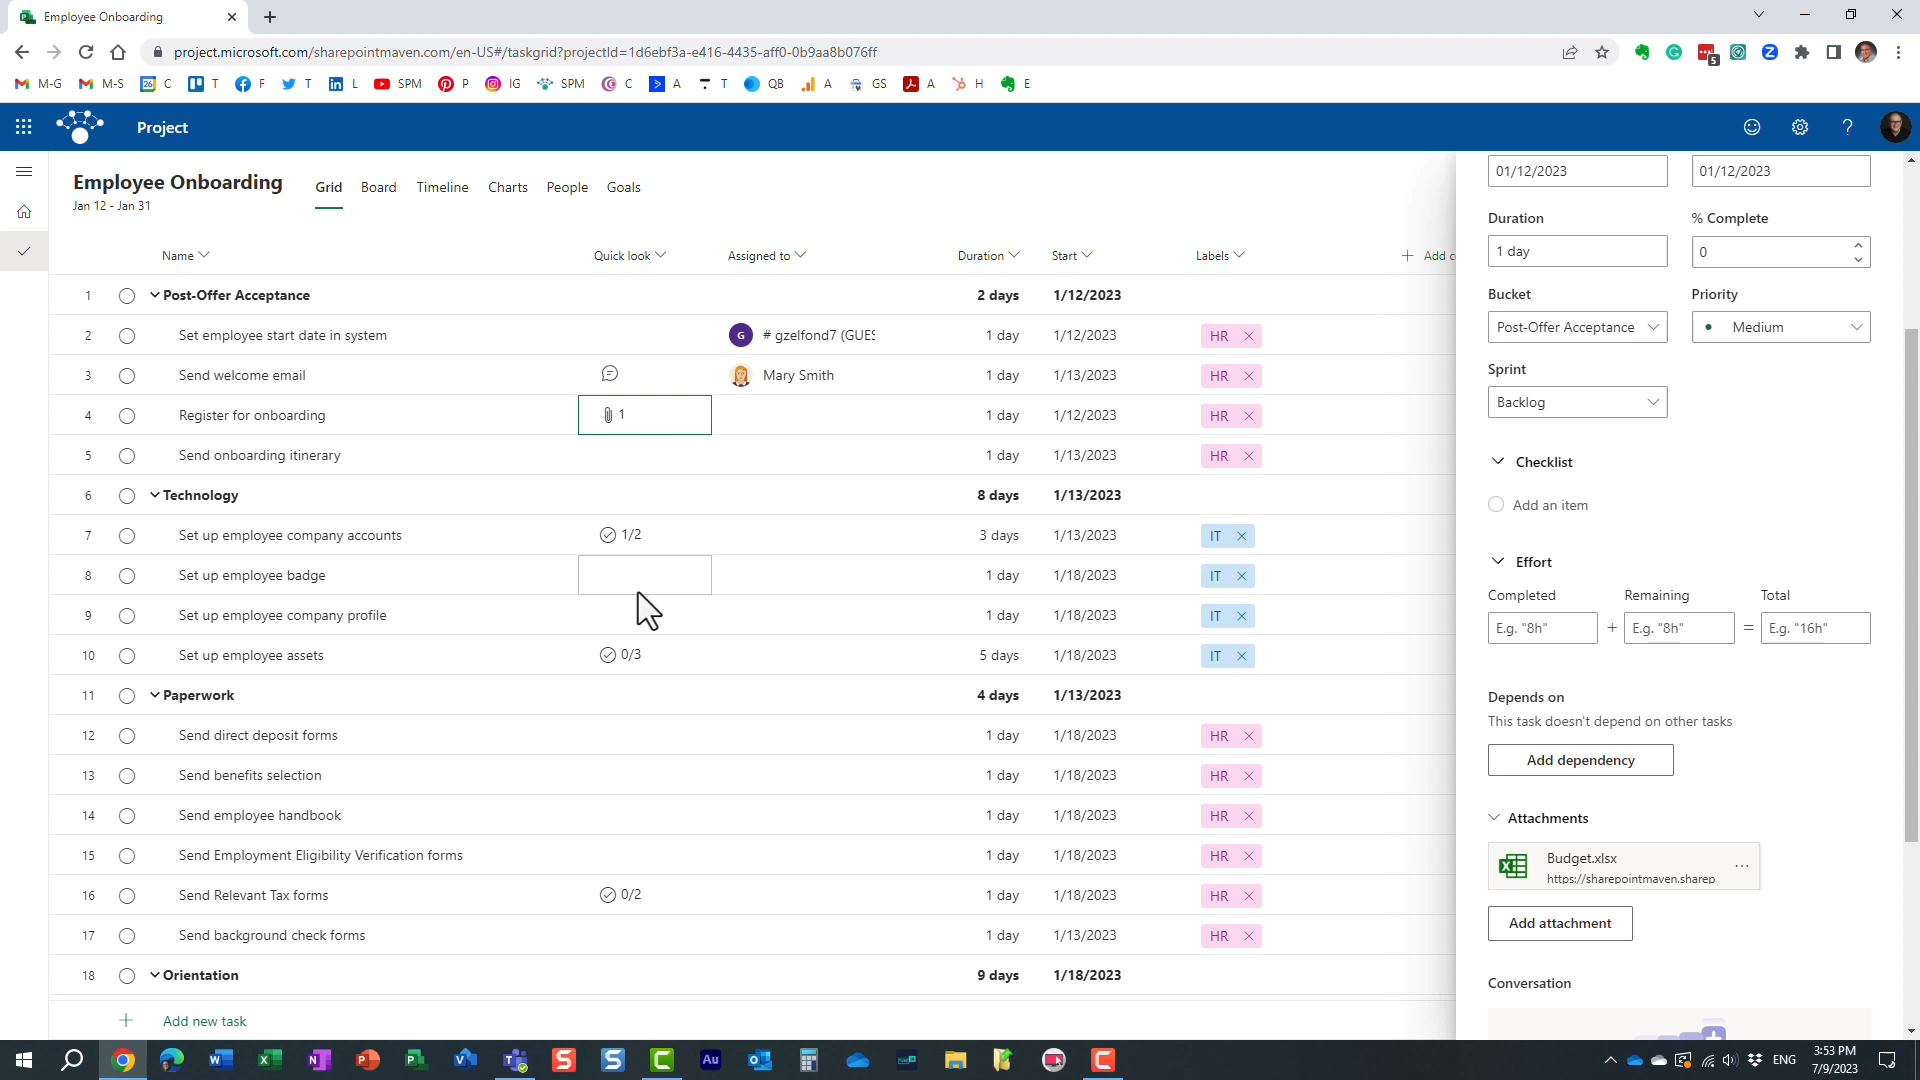 Employee Onboarding
project.microsoft.com/sharepointmaven.com/en-US#/taskgrid?projectId=1d6ebf3a-e416-4435-aff0-0b9aa8b076ff
5
M-G M-S 26 C T F T L SPM P IG SPM C A T QB A GS A H E
Project
Employee Onboarding
Jan 12 - Jan 31
Grid Board Timeline Charts People Goals
Name Quick look Assigned to Duration Start Labels Add c
1 Post-Offer Acceptance 2 days 1/12/2023
2 Set employee start date in system G # gzelfond7 (GUES 1 day 1/12/2023 HR
3 Send welcome email Mary Smith 1 day 1/13/2023 HR
4 Register for onboarding 1 1 day 1/12/2023 HR
5 Send onboarding itinerary 1 day 1/13/2023 HR
6 Technology 8 days 1/13/2023
7 Set up employee company accounts 1/2 3 days 1/13/2023 IT
8 Set up employee badge 1 day 1/18/2023 IT
9 Set up employee company profile 1 day 1/18/2023 IT
10 Set up employee assets 0/3 5 days 1/18/2023 IT
11 Paperwork 4 days 1/13/2023
12 Send direct deposit forms 1 day 1/18/2023 HR
13 Send benefits selection 1 day 1/18/2023 HR
14 Send employee handbook 1 day 1/18/2023 HR
15 Send Employment Eligibility Verification forms 1 day 1/18/2023 HR
16 Send Relevant Tax forms 0/2 1 day 1/18/2023 HR
17 Send background check forms 1 day 1/13/2023 HR
18 Orientation 9 days 1/18/2023
Add new task
01/12/2023 01/12/2023
Duration % Complete
1 day 0
Bucket Priority
Post-Offer Acceptance Medium
Sprint
Backlog
Checklist
Add an item
Effort
Completed Remaining Total
E.g. "8h" + E.g. "8h" = E.g. "16h"
Depends on
This task doesn't depend on other tasks
Add dependency
Attachments
Budget.xlsx
https://sharepointmaven.sharep
Add attachment
Conversation
ENG
3:53 PM
7/9/2023